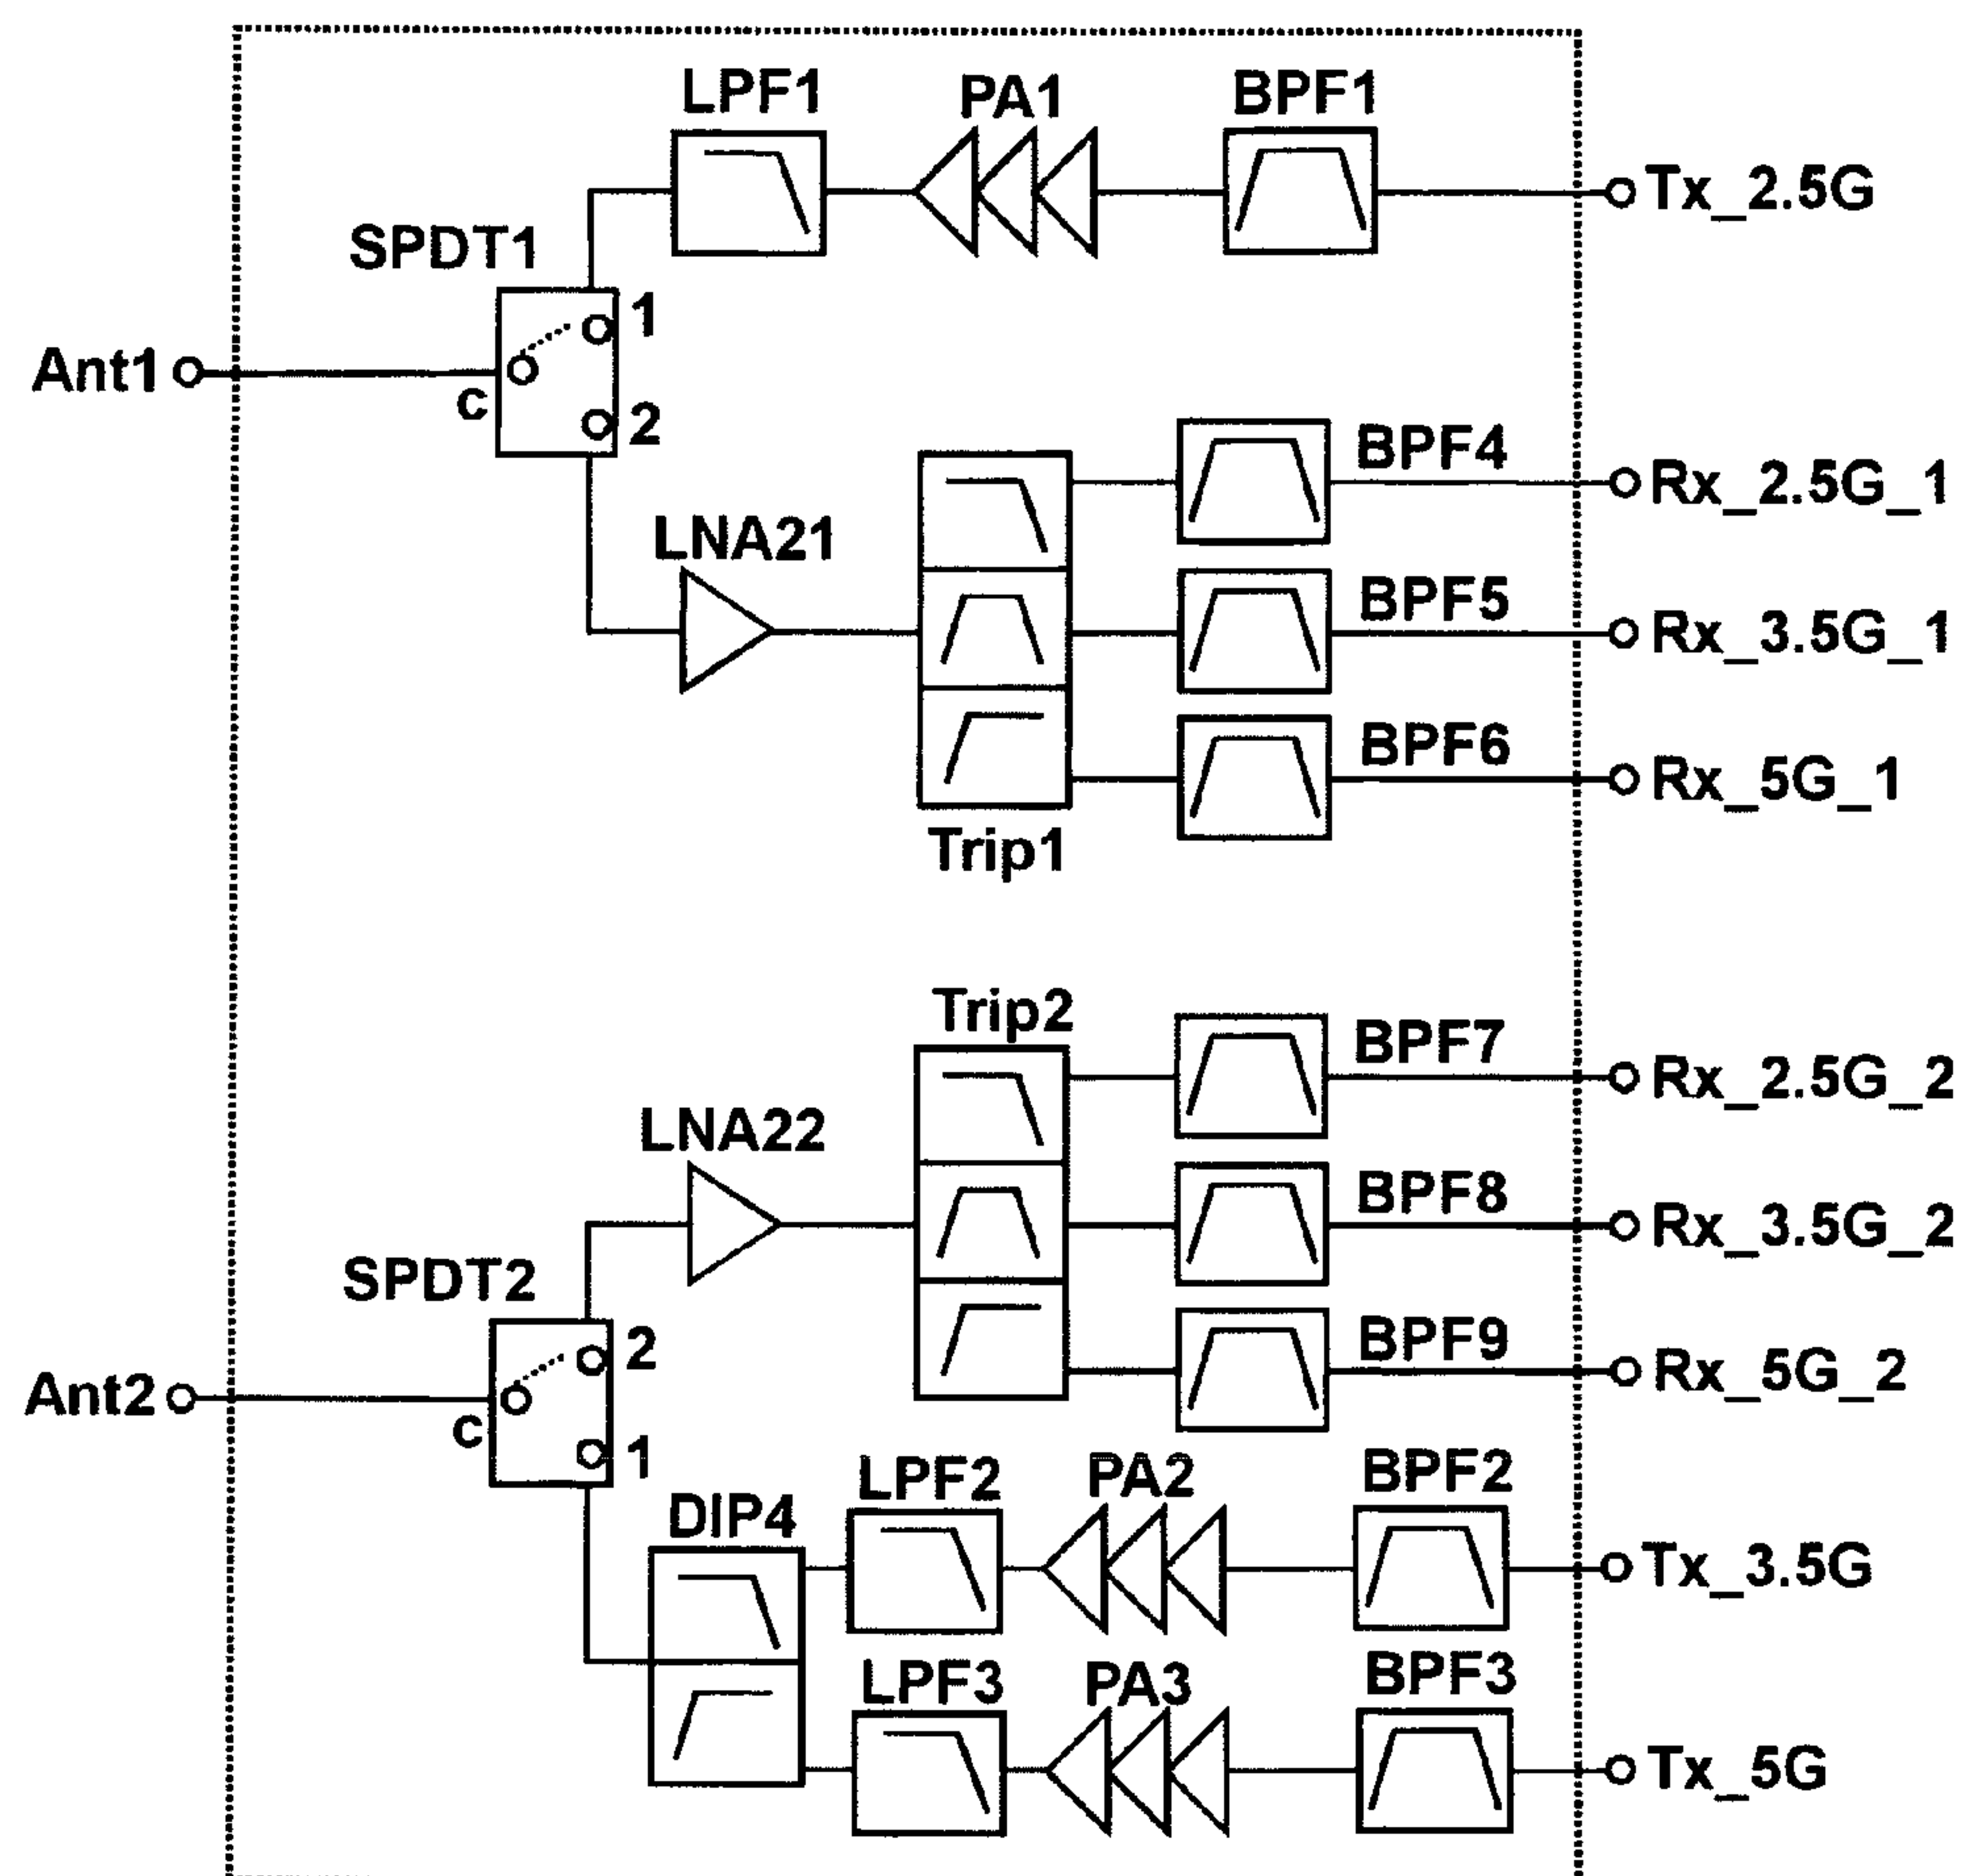 LPF1
PA1
BPF1
Tx_2.5G
SPDT1
1
Ant1
c
2
BPF4
Rx_2.5G_1
LNA21
BPF5
Rx_3.5G_1
BPF6
Rx_5G_1
Trip1
Trip2
BPF7
Rx_2.5G_2
LNA22
BPF8
Rx_3.5G_2
SPDT2
2
BPF9
Rx_5G_2
Ant2
c
1
LPF2
PA2
BPF2
DIP4
Tx_3.5G
LPF3
PA3
BPF3
Tx_5G